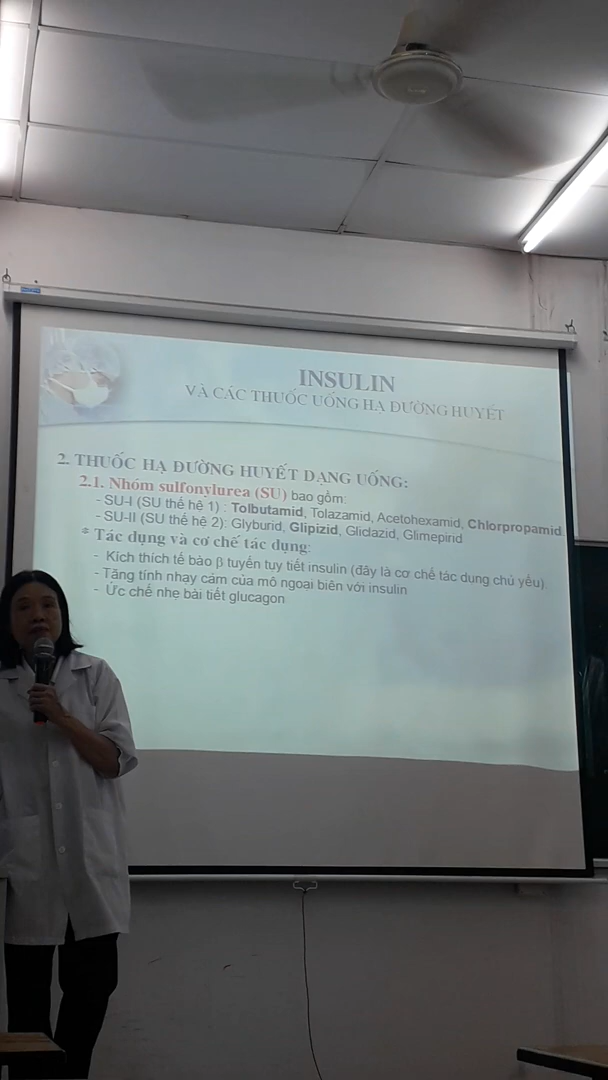 INSULIN
VÀ CÁC THUỐC UỐNG HẠ ĐƯỜNG HUYẾT
2. THUỐC HẠ ĐƯỜNG HUYẾT DẠNG UỐNG:
2.1. Nhóm sulfonylurea (SU) bao gồm:
- SU-I (SU thế hệ 1) : Tolbutamid, Tolazamid, Acetohexamid, Chlorpropamid.
- SU-II (SU thế hệ 2): Glyburid, Glipizid, Gliclazid, Glimepirid
* Tác dụng và cơ chế tác dụng:
- Kích thích tế bào β tuyến tụy tiết insulin (đây là cơ chế tác dụng chủ yếu).
- Tăng tính nhạy cảm của mô ngoại biên với insulin
- Ức chế nhẹ bài tiết glucagon